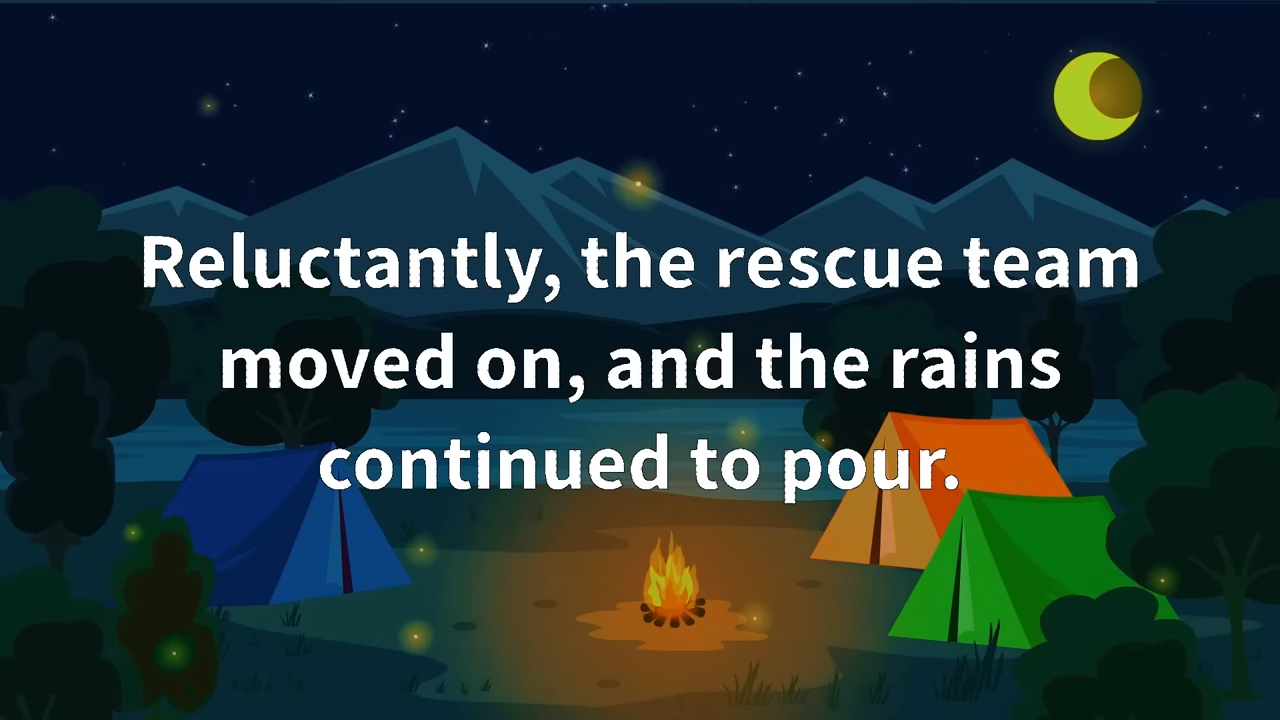 Reluctantly, the rescue team
moved on, and the rains
continued to pour.